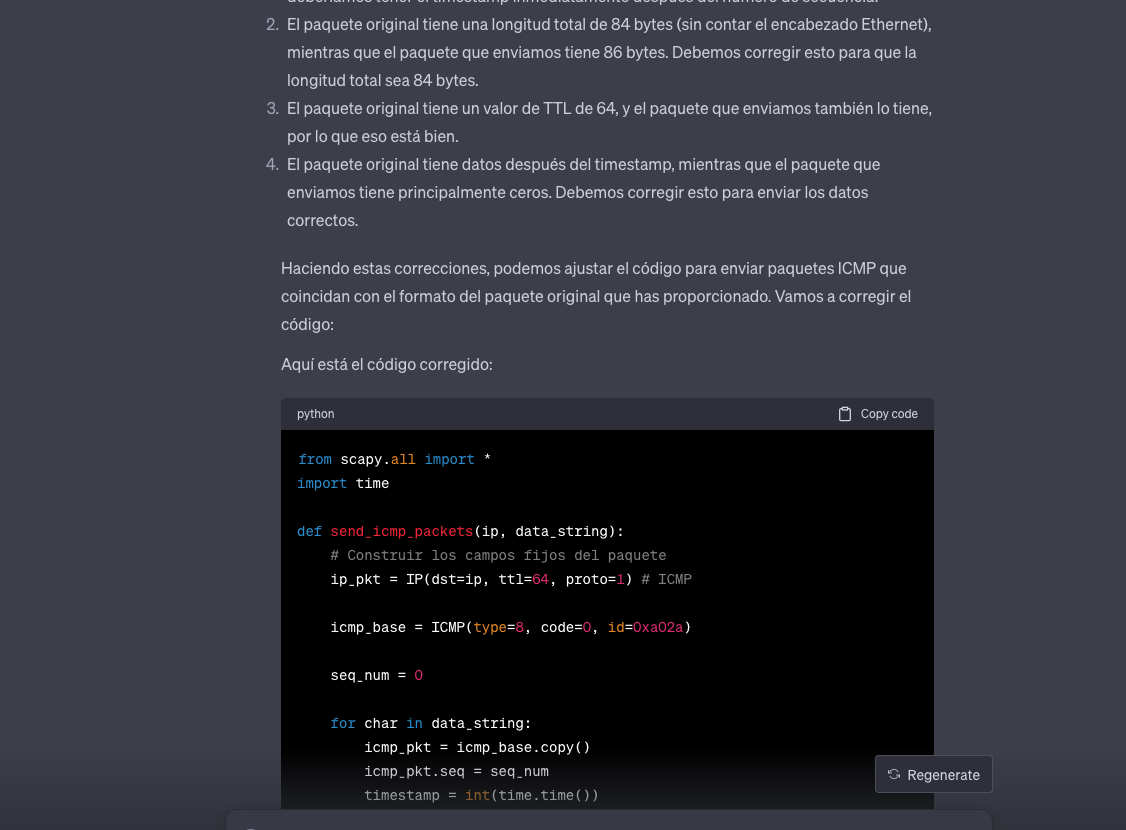 2. El paquete original tiene una longitud total de 84 bytes (sin contar el encabezado Ethernet),
mientras que el paquete que enviamos tiene 86 bytes. Debemos corregir esto para que la
longitud total sea 84 bytes.
3. El paquete original tiene un valor de TTL de 64, y el paquete que enviamos también lo tiene,
por lo que eso está bien.
4. El paquete original tiene datos después del timestamp, mientras que el paquete que
enviamos tiene principalmente ceros. Debemos corregir esto para enviar los datos
correctos.
Haciendo estas correcciones, podemos ajustar el código para enviar paquetes ICMP que
coincidan con el formato del paquete original que has proporcionado. Vamos a corregir el
código:
Aquí está el código corregido:
python Copy code
from scapy.all import *
import time
def send_icmp_packets(ip, data_string):
# Construir los campos fijos del paquete
ip_pkt = IP(dst=ip, ttl=64, proto=1) # ICMP
icmp_base = ICMP(type=8, code=0, id=0xa02a)
seq_num = 0
for char in data_string:
icmp_pkt = icmp_base.copy()
icmp_pkt.seq = seq_num
timestamp = int(time.time())
Regenerate